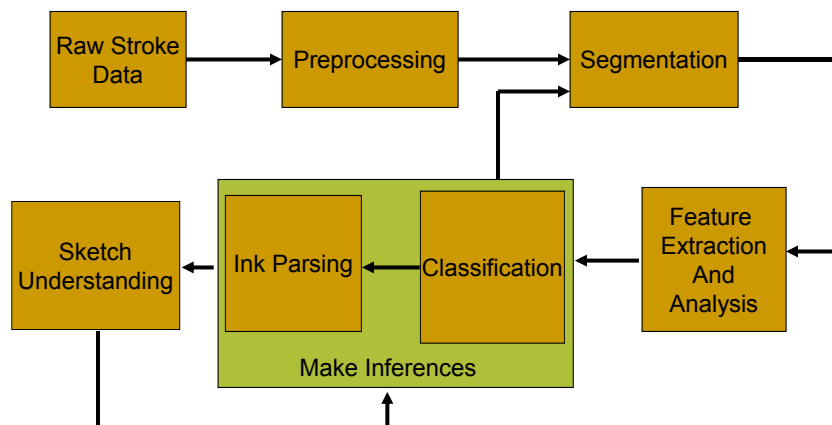 Raw Stroke
Data
Preprocessing
Segmentation
Sketch
Understanding
Ink Parsing
Classification
Feature
Extraction
And
Analysis
Make Inferences